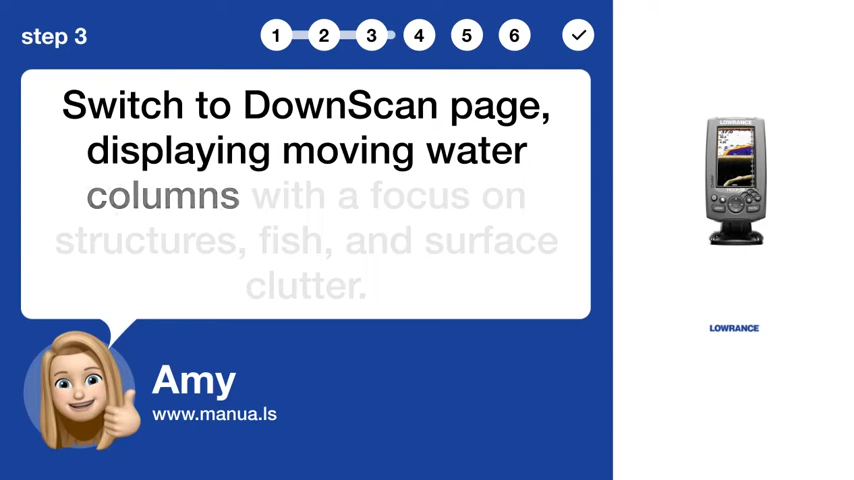 step 3
1 2 3 4 5 6
Switch to DownScan page,
displaying moving water
columns with a focus on
structures, fish, and surface
clutter.
Amy
www.manua.ls
LOWRANCE
LOWRANCE